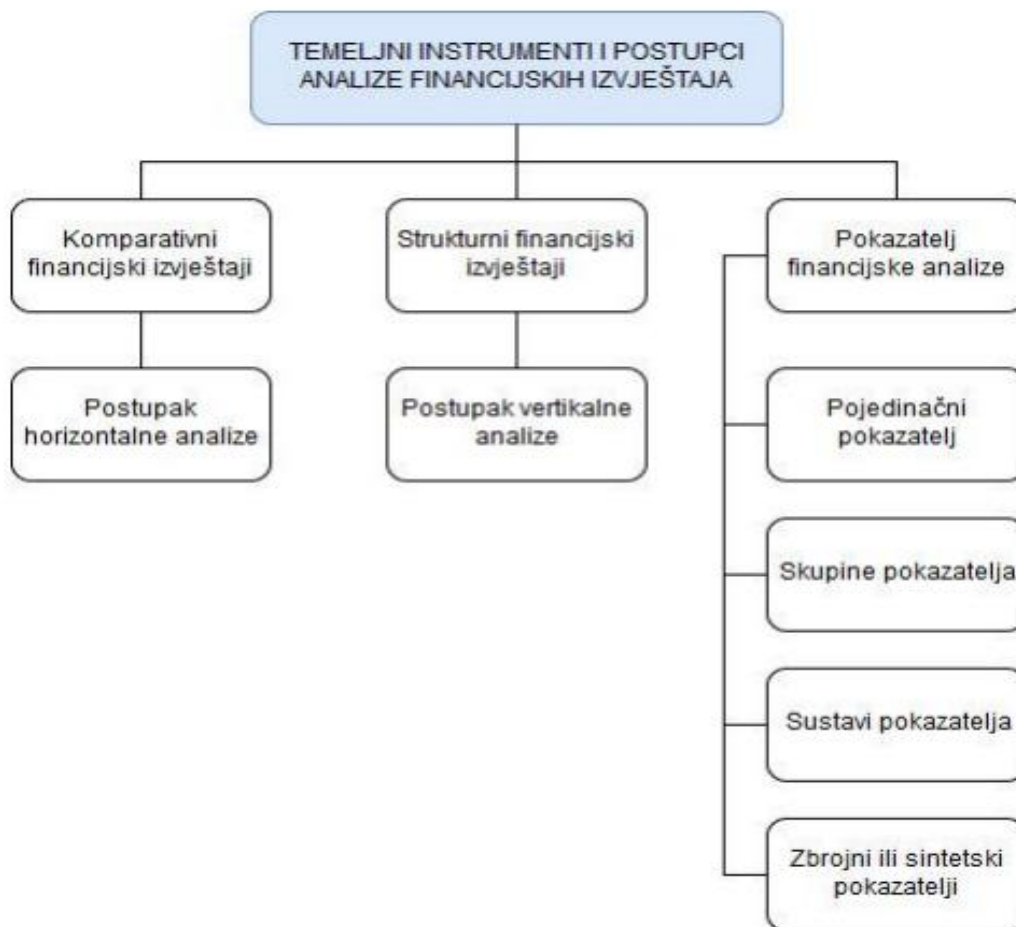 TEMELJNI INSTRUMENTI I POSTUPCI
ANALIZE FINANCIJSKIH IZVJEŠTAJA
Komparativni
financijski izvještaji
Strukturni financijski
izvještaji
Pokazatelj
financijske analize
Postupak
horizontalne analize
Postupak vertikalne
analize
Pojedinačni
pokazatelj
Skupine pokazatelja
Sustavi pokazatelja
Zbrojni ili sintetski
pokazatelji